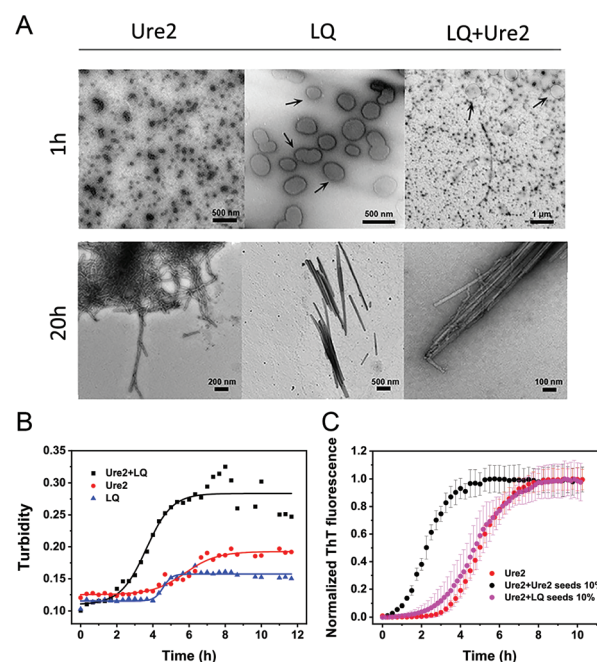 A
Ure2 LQ LQ+Ure2
1h
500 nm 500 nm 1 µm
20h
200 nm 500 nm 100 nm
B
0.35
0.30
0.25
0.20
0.15
0.10
Turbidity
Ure2+LQ
Ure2
LQ
0 2 4 6 8 10 12
Time (h)
C
1.2
1.0
0.8
0.6
0.4
0.2
0.0
Normalized ThT fluorescence
Ure2
Ure2+Ure2 seeds 10%
Ure2+LQ seeds 10%
0 2 4 6 8 10
Time (h)